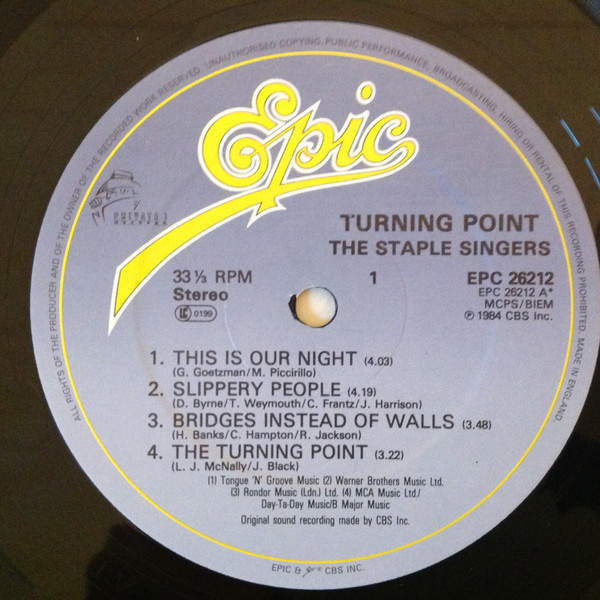 ALL RIGHTS OF THE PRODUCER AND OF THE OWNER OF THE RECORDED WORK RESERVED. UNAUTHORISED COPYING, PUBLIC PERFORMANCE, BROADCASTING, HIRING OR RENTAL OF THIS RECORDING PROHIBITED. MADE IN ENGLAND.
Epic
PRIVATE I
RECORDS
TURNING POINT
THE STAPLE SINGERS
33 ⅓ RPM 1 EPC 26212
Stereo EPC 26212 A*
LC 0199 MCPS/BIEM
℗ 1984 CBS Inc.
1. THIS IS OUR NIGHT (4.03)
(G. Goetzman/M. Piccirillo)
2. SLIPPERY PEOPLE (4.19)
(D. Byrne/T. Weymouth/C. Frantz/J. Harrison)
3. BRIDGES INSTEAD OF WALLS (3.48)
(H. Banks/C. Hampton/R. Jackson)
4. THE TURNING POINT (3.22)
(L. J. McNally/J. Black)
(1) Tongue 'N' Groove Music (2) Warner Brothers Music Ltd.
(3) Rondor Music (Ldn.) Ltd. (4) MCA Music Ltd./
Day-Ta-Day Music/B Major Music
Original sound recording made by CBS Inc.
EPIC & * CBS INC.